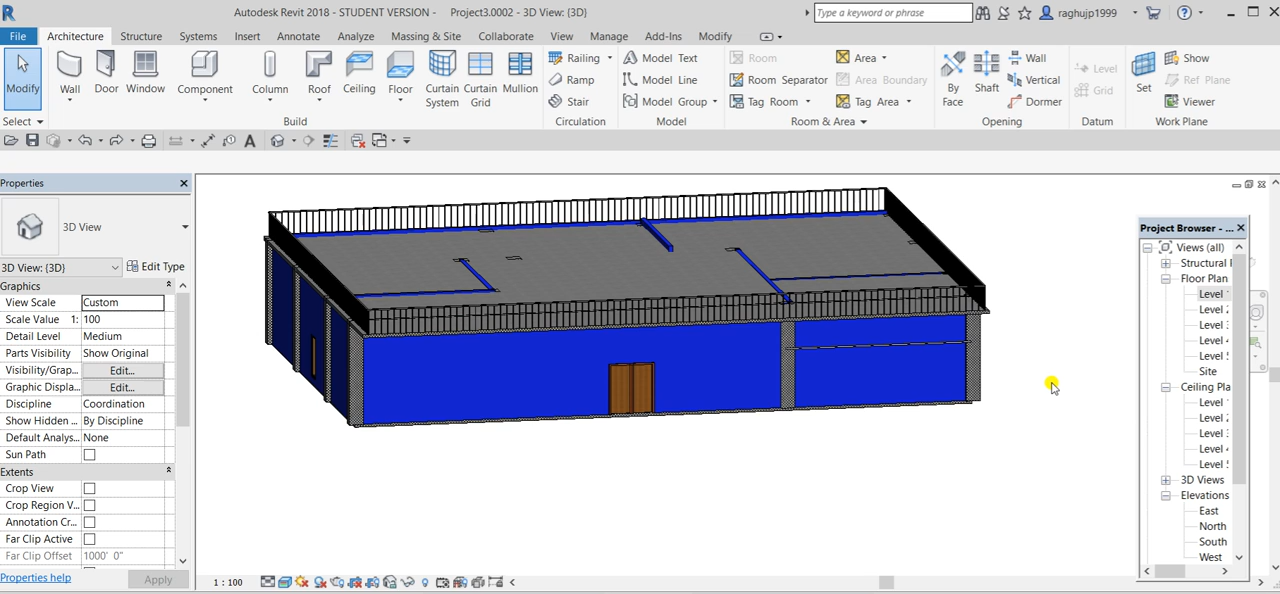 Autodesk Revit 2018 - STUDENT VERSION - Project3.0002 - 3D View: {3D}
Type a keyword or phrase
raghujp1999
File Architecture Structure Systems Insert Annotate Analyze Massing & Site Collaborate View Manage Add-Ins Modify
Modify
Wall Door Window Component Column Roof Ceiling Floor Curtain System Curtain Grid Mullion
Railing
Ramp
Stair
Model Text
Model Line
Model Group
Room
Room Separator
Tag Room
Area
Area Boundary
Tag Area
By Face
Shaft
Wall
Vertical
Dormer
Level
Grid
Set
Show
Ref Plane
Viewer
Select Build Circulation Model Room & Area Opening Datum Work Plane
Properties
3D View
3D View: {3D} Edit Type
Graphics
View Scale Custom
Scale Value 1: 100
Detail Level Medium
Parts Visibility Show Original
Visibility/Grap... Edit...
Graphic Displa... Edit...
Discipline Coordination
Show Hidden ... By Discipline
Default Analys... None
Sun Path
Extents
Crop View
Crop Region V...
Annotation Cr...
Far Clip Active
Far Clip Offset 1000' 0"
Properties help Apply
1 : 100
Project Browser - ...
Views (all)
Structural
Floor Plan
Level
Level
Level
Level
Level
Site
Ceiling Pla
Level
Level
Level
Level
Level
3D Views
Elevations
East
North
South
West